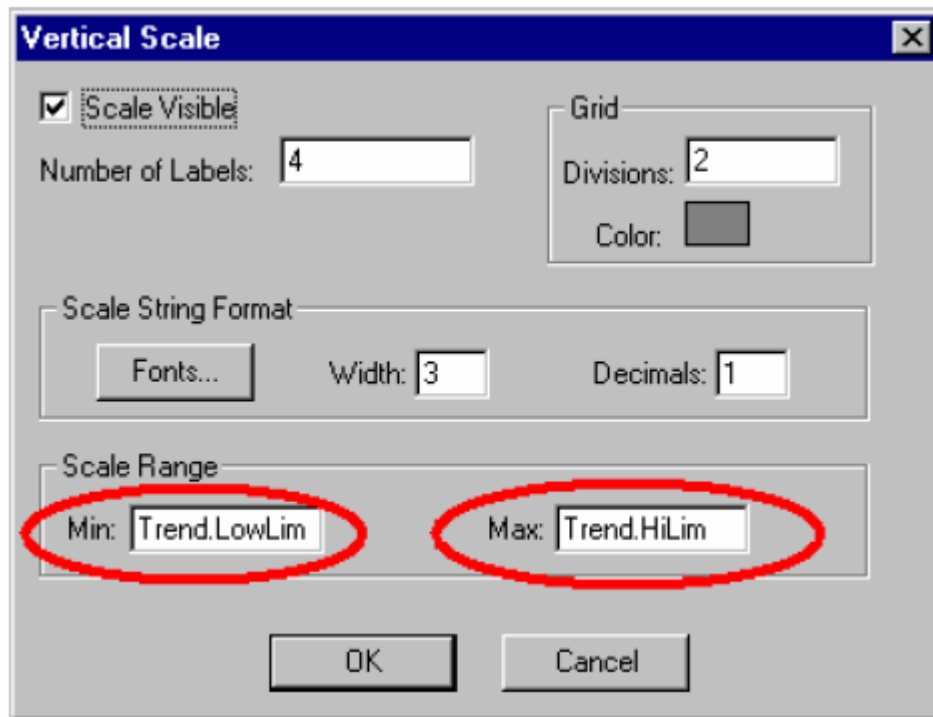 Vertical Scale
Scale Visible
Number of Labels: 4
Grid
Divisions: 2
Color:
Scale String Format
Fonts... Width: 3 Decimals: 1
Scale Range
Min: Trend.LowLim Max: Trend.HiLim
OK Cancel